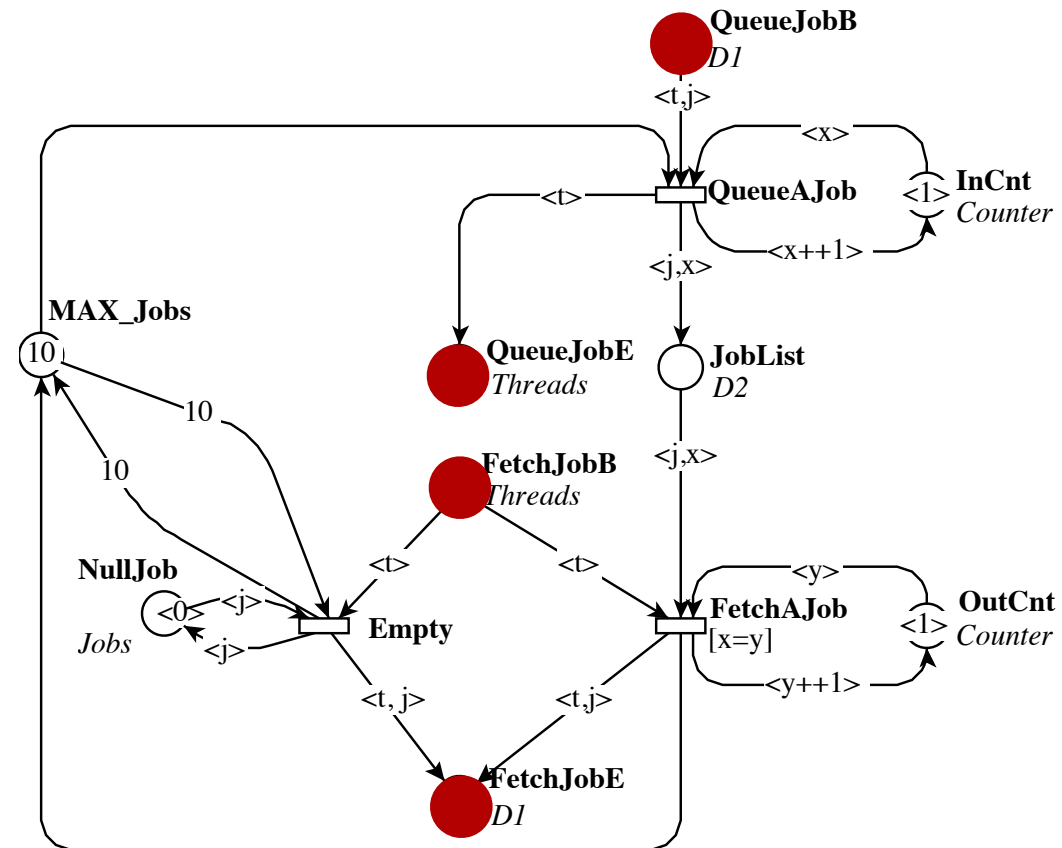 QueueJobB
D1
<t,j>
<x>
<t>
QueueAJob
<1>
InCnt
Counter
<x++1>
<j,x>
MAX_Jobs
10
QueueJobE
Threads
JobList
D2
10
10
<j,x>
FetchJobB
Threads
<t>
<t>
<y>
NullJob
<0>
<j>
Jobs
<j>
Empty
FetchAJob
[x=y]
<1>
OutCnt
Counter
<y++1>
<t, j>
<t,j>
FetchJobE
D1